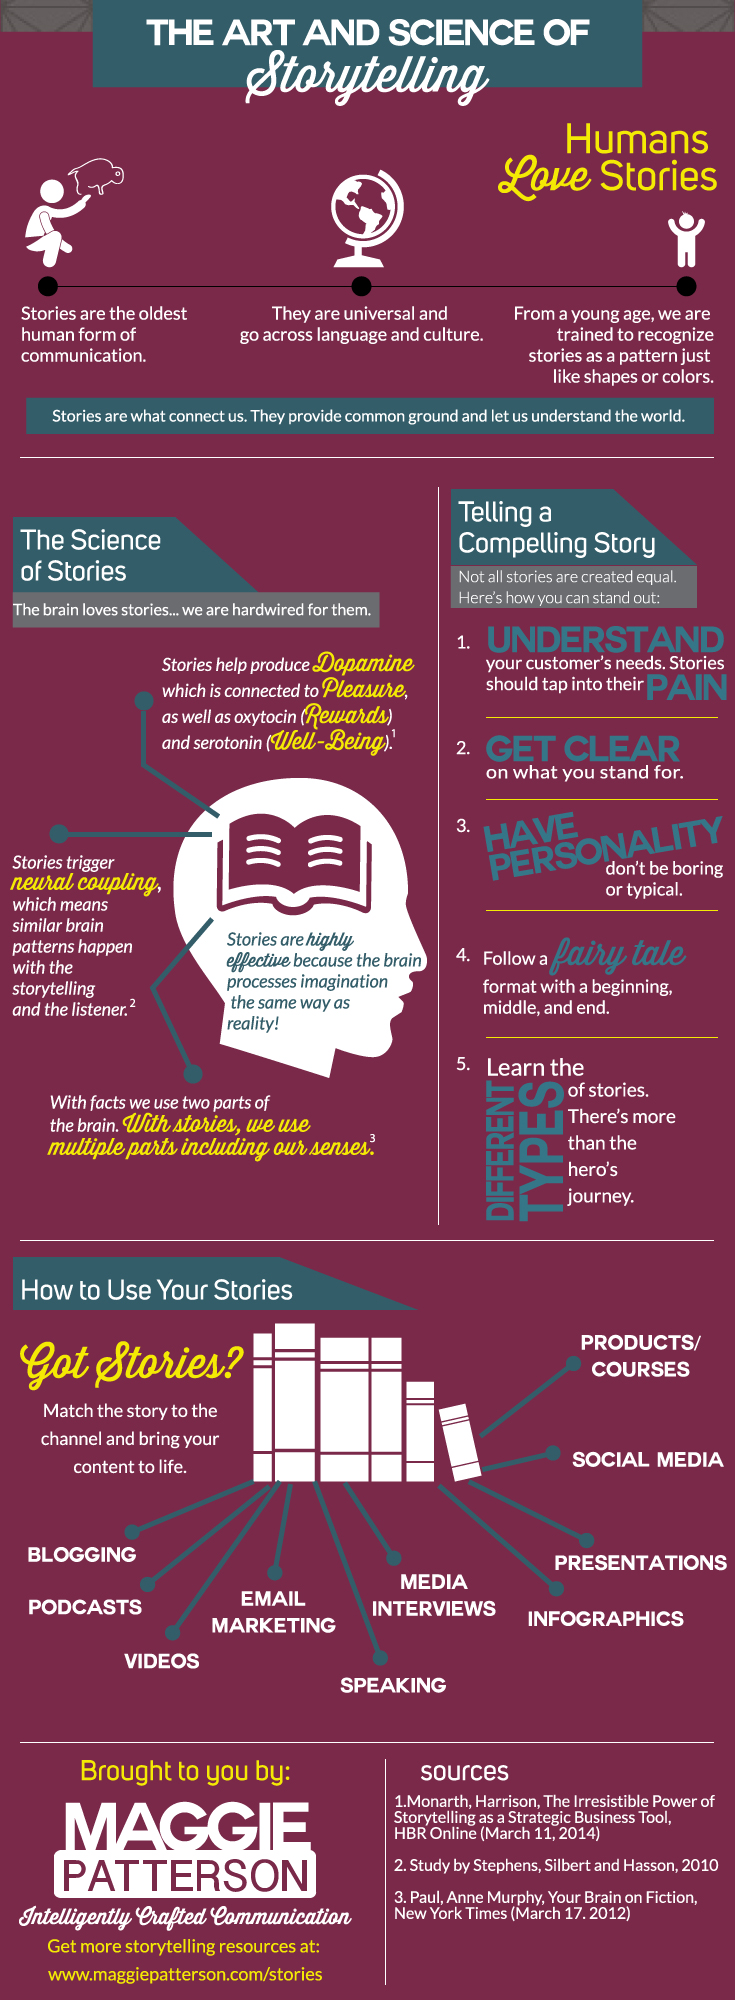 THE ART AND SCIENCE OF
Storytelling
Humans
Love Stories
Stories are the oldest
human form of
communication.
They are universal and
go across language and culture.
From a young age, we are
trained to recognize
stories as a pattern just
like shapes or colors.
Stories are what connect us. They provide common ground and let us understand the world.
The Science
of Stories
The brain loves stories... we are hardwired for them.
Stories help produce Dopamine
which is connected to Pleasure,
as well as oxytocin (Rewards)
and serotonin (Well-Being).1
Stories trigger
neural coupling,
which means
similar brain
patterns happen
with the
storytelling
and the listener.2
Stories are highly
effective because the brain
processes imagination
the same way as
reality!
With facts we use two parts of
the brain. With stories, we use
multiple parts including our senses.3
Telling a
Compelling Story
Not all stories are created equal.
Here's how you can stand out:
1. UNDERSTAND
your customer's needs. Stories
should tap into their PAIN
2. GET CLEAR
on what you stand for.
3. HAVE
PERSONALITY
don't be boring
or typical.
4. Follow a fairy tale
format with a beginning,
middle, and end.
5. Learn the
DIFFERENT
TYPES
of stories.
There's more
than the
hero's
journey.
How to Use Your Stories
Got Stories?
Match the story to the
channel and bring your
content to life.
PRODUCTS/
COURSES
SOCIAL MEDIA
PRESENTATIONS
INFOGRAPHICS
MEDIA
INTERVIEWS
SPEAKING
EMAIL
MARKETING
VIDEOS
PODCASTS
BLOGGING
Brought to you by:
MAGGIE
PATTERSON
Intelligently Crafted Communication
Get more storytelling resources at:
www.maggiepatterson.com/stories
sources
1.Monarth, Harrison, The Irresistible Power of
Storytelling as a Strategic Business Tool,
HBR Online (March 11, 2014)
2. Study by Stephens, Silbert and Hasson, 2010
3. Paul, Anne Murphy, Your Brain on Fiction,
New York Times (March 17. 2012)